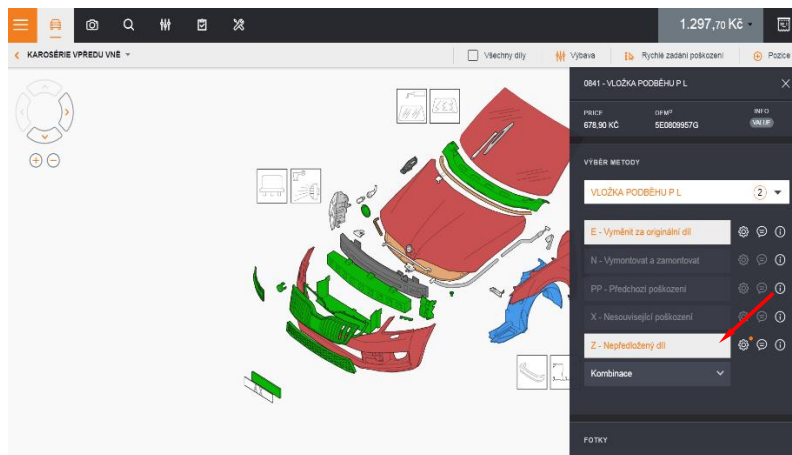 1.297,70 Kč
KAROSÉRIE VPŘEDU VNĚ
Všechny díly
Výbava
Rychlé zadání poškození
Pozice
0841 - VLOŽKA PODBĚHU P L
PRICE OEM INFO
678,90 KČ 5E0809957G VALUE
VÝBĚR METODY
VLOŽKA PODBĚHU P L 2
E - Vyměnit za originální díl
N - Vymontovat a zamontovat
PP - Předchozí poškození
X - Nesouvisející poškození
Z - Nepředložený díl
Kombinace
FOTKY